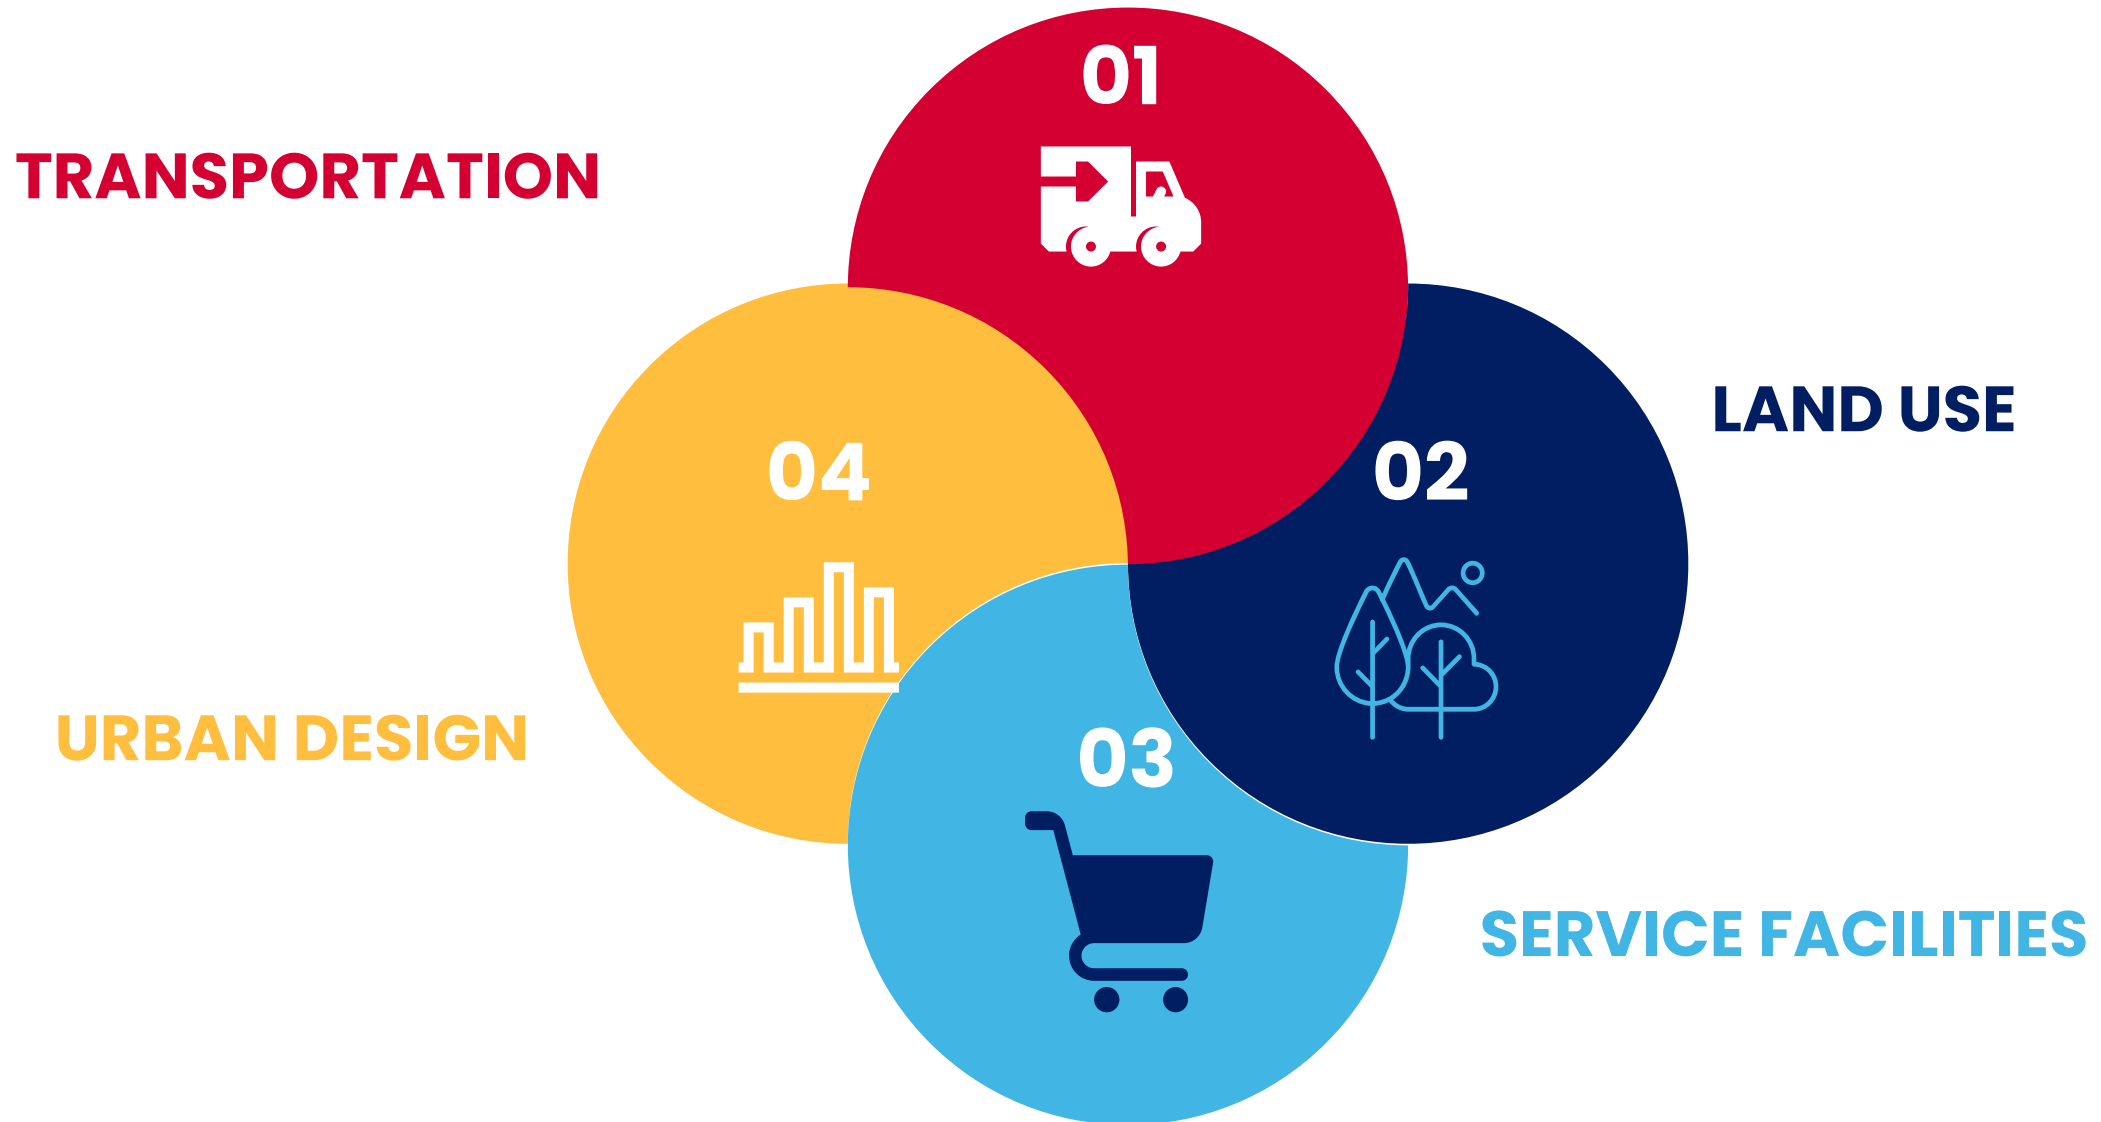 01
TRANSPORTATION
LAND USE
02
04
URBAN DESIGN
03
SERVICE FACILITIES